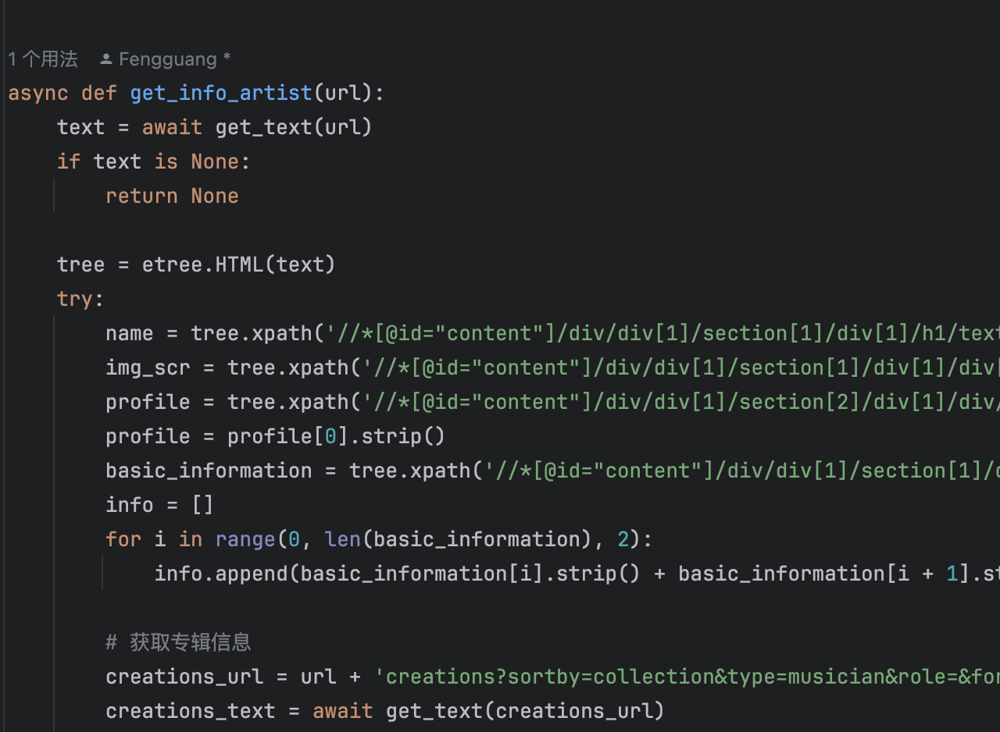 1 个用法 Fengguang *
async def get_info_artist(url):
    text = await get_text(url)
    if text is None:
        return None
    tree = etree.HTML(text)
    try:
        name = tree.xpath('//*[@id="content"]/div/div[1]/section[1]/div[1]/h1/text
        img_scr = tree.xpath('//*[@id="content"]/div/div[1]/section[1]/div[1]/div[
        profile = tree.xpath('//*[@id="content"]/div/div[1]/section[2]/div[1]/div/
        profile = profile[0].strip()
        basic_information = tree.xpath('//*[@id="content"]/div/div[1]/section[1]/
        info = []
        for i in range(0, len(basic_information), 2):
            info.append(basic_information[i].strip() + basic_information[i + 1].st
        # 获取专辑信息
        creations_url = url + 'creations?sortby=collection&type=musician&role=&for
        creations_text = await get_text(creations_url)